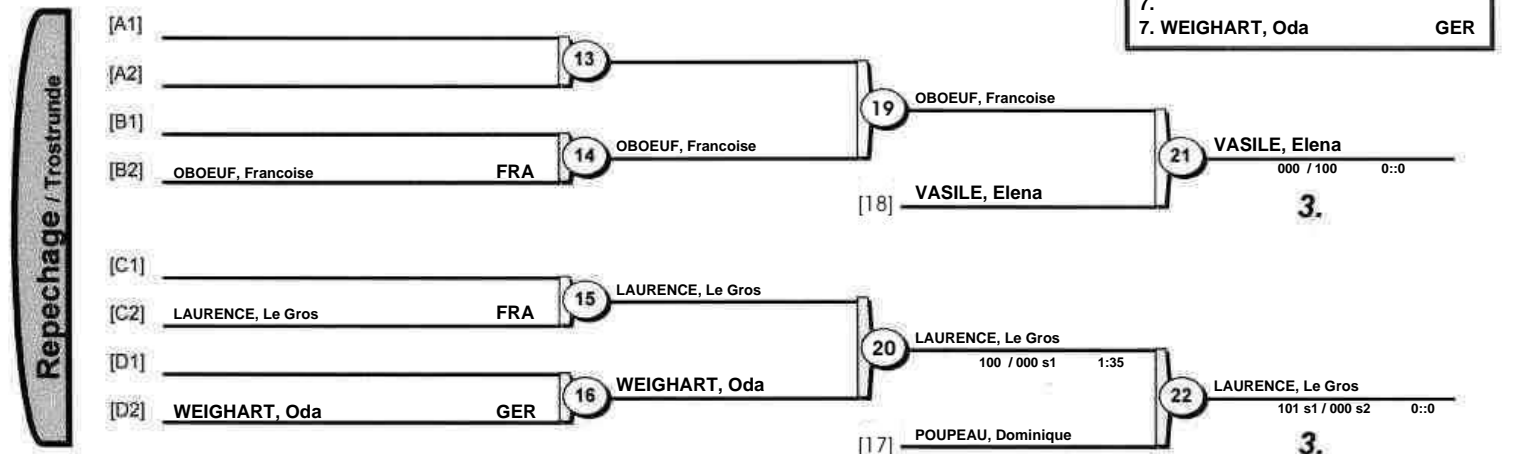 7.
7. WEIGHART, Oda GER
Repechage / Trostrunde
[A1]
13
[A2]
19 OBOEUF, Francoise
[B1]
14 OBOEUF, Francoise
[B2] OBOEUF, Francoise FRA
21 VASILE, Elena
000 / 100 0::0
[18] VASILE, Elena
3.
[C1]
15 LAURENCE, Le Gros
[C2] LAURENCE, Le Gros FRA
20 LAURENCE, Le Gros
100 / 000 s1 1:35
[D1]
16 WEIGHART, Oda
[D2] WEIGHART, Oda GER
22 LAURENCE, Le Gros
101 s1 / 000 s2 0::0
[17] POUPEAU, Dominique
3.